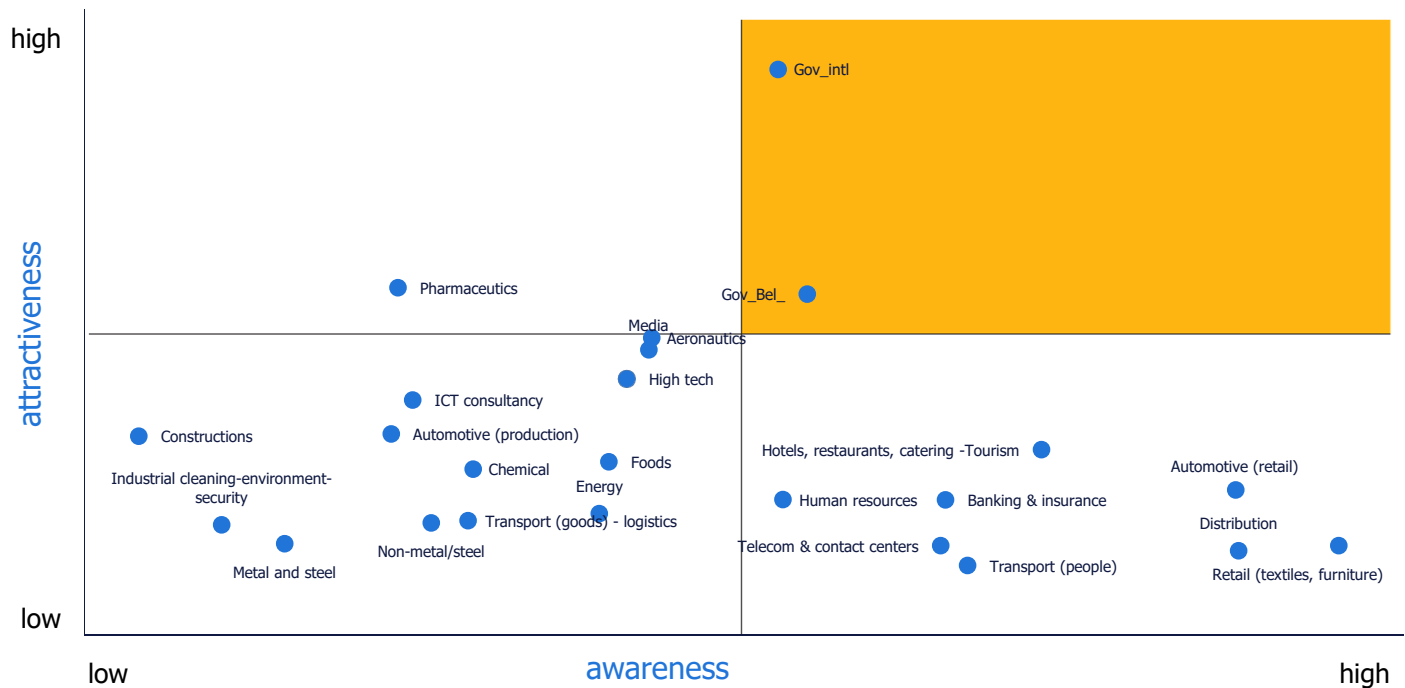 high
Gov_intl
Pharmaceutics
Gov_Bel_
Media
Aeronautics
High tech
ICT consultancy
Constructions
Automotive (production)
Hotels, restaurants, catering -Tourism
Chemical
Foods
Automotive (retail)
Industrial cleaning-environment-
security
Energy
Human resources
Banking & insurance
Transport (goods) - logistics
Distribution
Non-metal/steel
Telecom & contact centers
Metal and steel
Transport (people)
Retail (textiles, furniture)
attractiveness
low
low
awareness
high